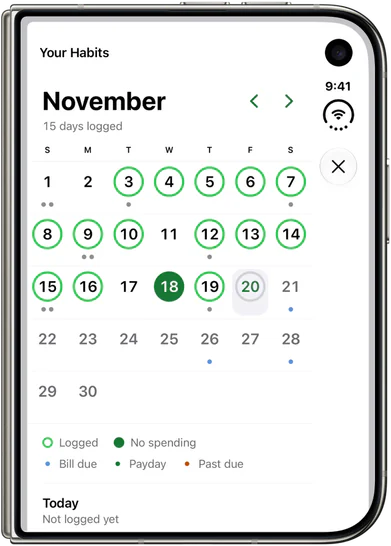 Your Habits
9:41
November
15 days logged
S M T W T F S
1 2 3 4 5 6 7
8 9 10 11 12 13 14
15 16 17 18 19 20 21
22 23 24 25 26 27 28
29 30
Logged No spending
Bill due Payday Past due
Today
Not logged yet